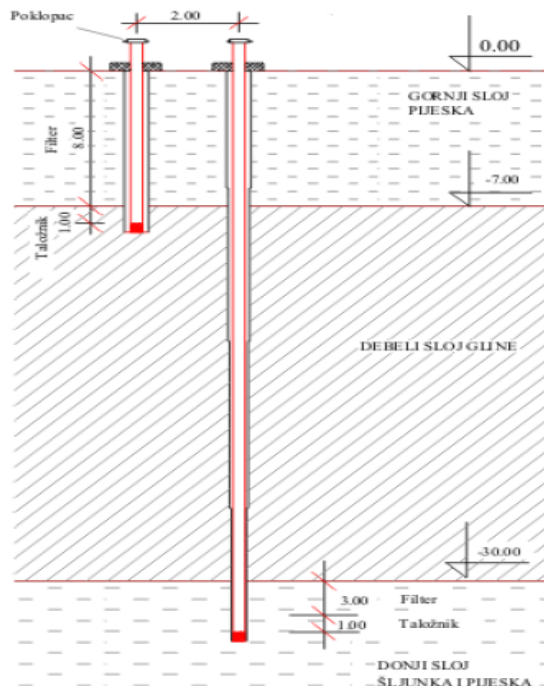 Poklopac
2.00
0.00
GORNJI SLOJ
PIJESKA
Filter
8.00
-7.00
Taložnik
1.00
DEBELI SLOJ GLINE
-30.00
3.00
Filter
1.00
Taložnik
DONJI SLOJ
ŠLJUNKA I PIJESKA